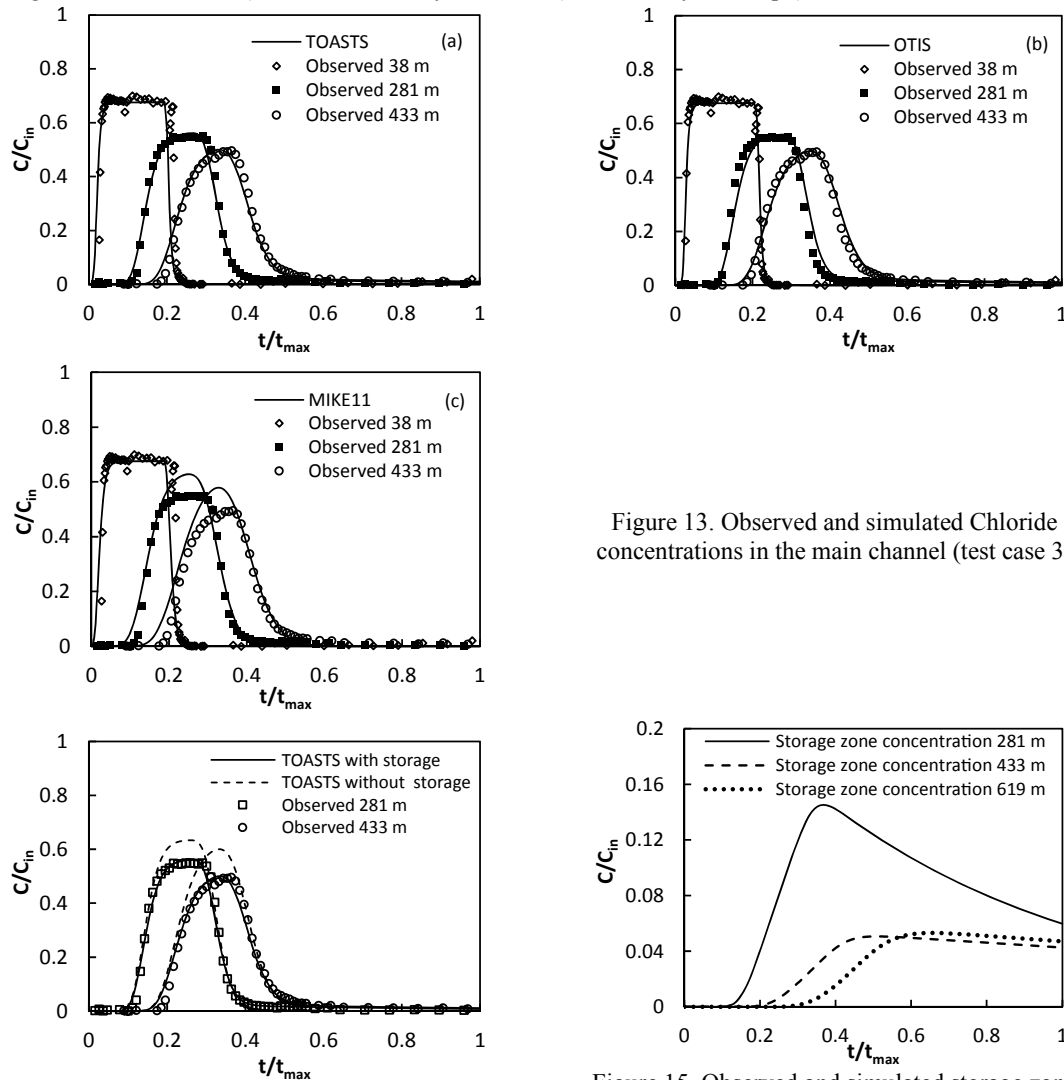 1
0.8
0.6
0.4
0.2
0
C/C_in
TOASTS
(a)
Observed 38 m
Observed 281 m
Observed 433 m
0 0.2 0.4 0.6 0.8 1
t/t_max
1
0.8
0.6
0.4
0.2
0
C/C_in
OTIS
(b)
Observed 38 m
Observed 281 m
Observed 433 m
0 0.2 0.4 0.6 0.8 1
t/t_max
1
0.8
0.6
0.4
0.2
0
C/C_in
MIKE11
(c)
Observed 38 m
Observed 281 m
Observed 433 m
0 0.2 0.4 0.6 0.8 1
t/t_max
Figure 13. Observed and simulated Chloride
concentrations in the main channel (test case 3
1
0.8
0.6
0.4
0.2
0
C/C_in
TOASTS with storage
TOASTS without storage
Observed 281 m
Observed 433 m
0 0.2 0.4 0.6 0.8 1
t/t_max
0.2
0.16
0.12
0.08
0.04
0
C/C_in
Storage zone concentration 281 m
Storage zone concentration 433 m
Storage zone concentration 619 m
0 0.2 0.4 0.6 0.8 1
t/t_max